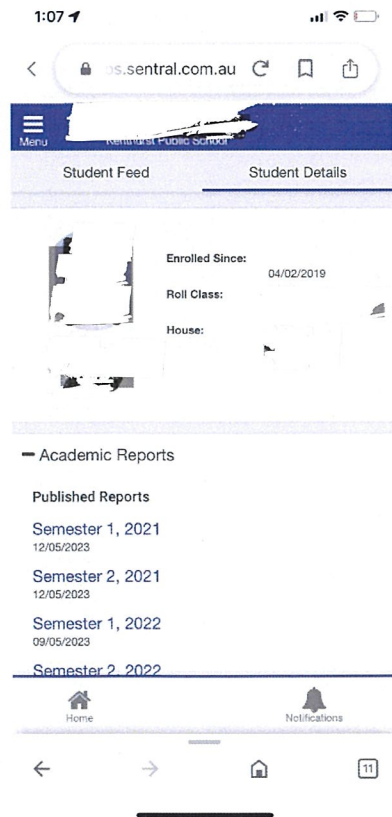 1:07
s.sentral.com.au
Menu
Kenthurst Public School
Student Feed
Student Details
Enrolled Since:
04/02/2019
Roll Class:
House:
Academic Reports
Published Reports
Semester 1, 2021
12/05/2023
Semester 2, 2021
12/05/2023
Semester 1, 2022
09/05/2023
Semester 2, 2022
Home
Notifications
11